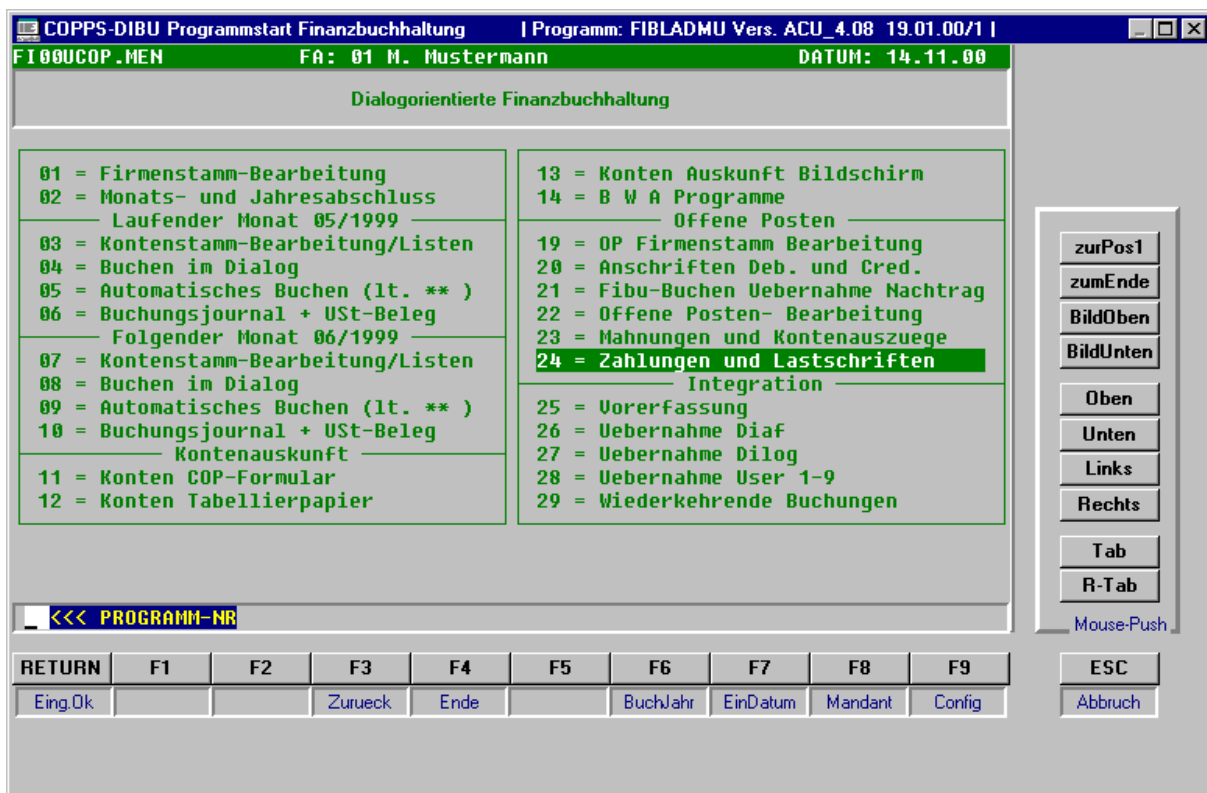 COPPS-DIBU Programmstart Finanzbuchhaltung | Programm: FIBLADMU Vers. ACU_4.08 19.01.00/1 |
FI00UCOP.MEN FA: 01 M. Mustermann DATUM: 14.11.00
Dialogorientierte Finanzbuchhaltung
01 = Firmenstamm-Bearbeitung
02 = Monats- und Jahresabschluss
Laufender Monat 05/1999
03 = Kontenstamm-Bearbeitung/Listen
04 = Buchen im Dialog
05 = Automatisches Buchen (lt. ** )
06 = Buchungsjournal + USt-Beleg
Folgender Monat 06/1999
07 = Kontenstamm-Bearbeitung/Listen
08 = Buchen im Dialog
09 = Automatisches Buchen (lt. ** )
10 = Buchungsjournal + USt-Beleg
Kontenauskunft
11 = Konten COP-Formular
12 = Konten Tabellierpapier
13 = Konten Auskunft Bildschirm
14 = B W A Programme
Offene Posten
19 = OP Firmenstamm Bearbeitung
20 = Anschriften Deb. und Cred.
21 = Fibu-Buchen Uebernahme Nachtrag
22 = Offene Posten- Bearbeitung
23 = Mahnungen und Kontenauszuege
24 = Zahlungen und Lastschriften
Integration
25 = Vorerfassung
26 = Uebernahme Diaf
27 = Uebernahme Dilog
28 = Uebernahme User 1-9
29 = Wiederkehrende Buchungen
zurPos1
zumEnde
BildOben
BildUnten
Oben
Unten
Links
Rechts
Tab
R-Tab
Mouse-Push
_ <<< PROGRAMM-NR
RETURN F1 F2 F3 F4 F5 F6 F7 F8 F9 ESC
Eing.Ok Zurueck Ende BuchJahr EinDatum Mandant Config Abbruch